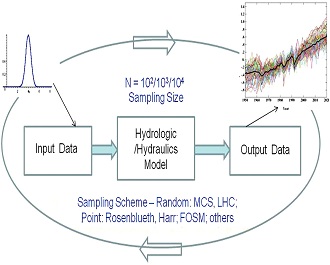 N = 10²/10³/10⁴
Sampling Size
Input Data
Hydrologic
/Hydraulics
Model
Output Data
Sampling Scheme – Random: MCS, LHC;
Point: Rosenblueth, Harr; FOSM; others